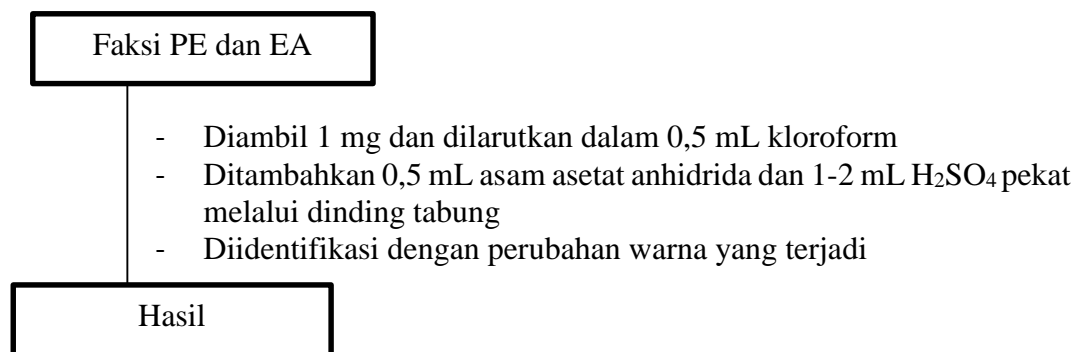 Faksi PE dan EA
- Diambil 1 mg dan dilarutkan dalam 0,5 mL kloroform
- Ditambahkan 0,5 mL asam asetat anhidrida dan 1-2 mL H₂SO₄ pekat
melalui dinding tabung
- Diidentifikasi dengan perubahan warna yang terjadi
Hasil